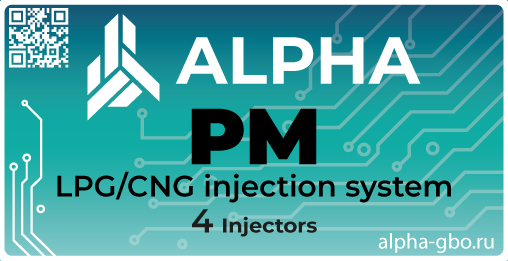 ALPHA
PM
LPG/CNG injection system
4 Injectors
alpha-gbo.ru